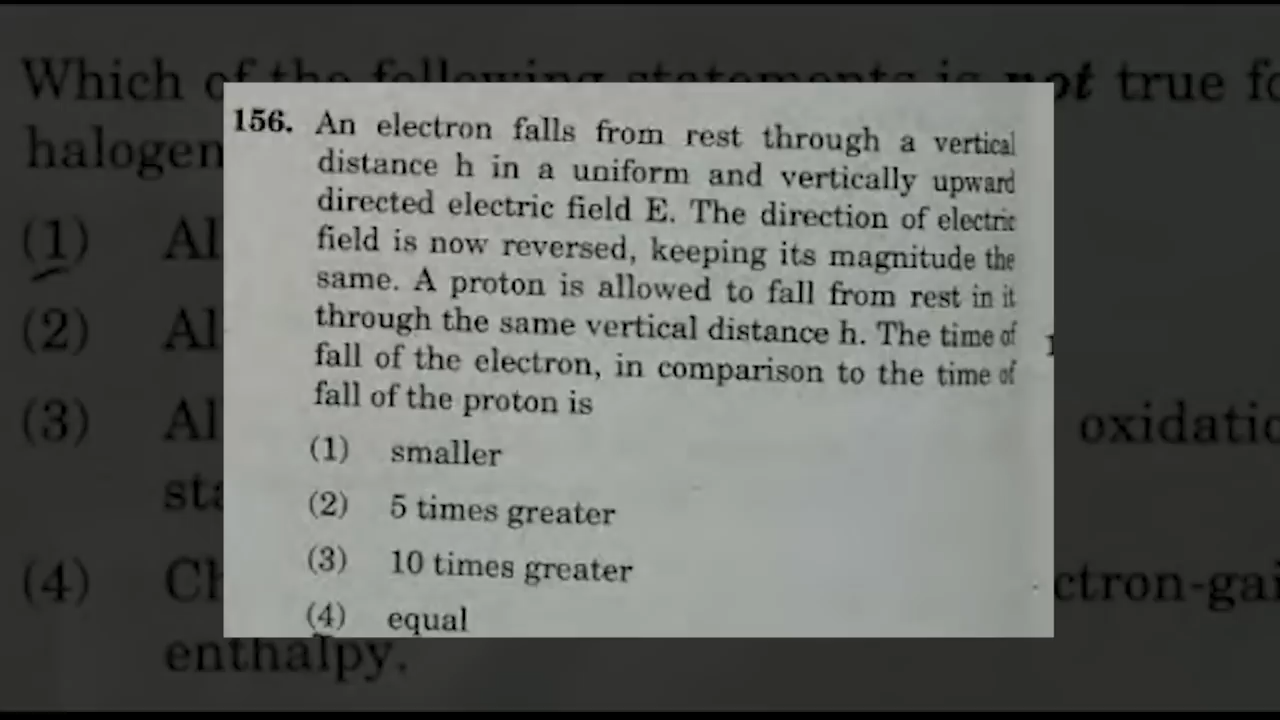 Which of the following statements is not true fo
halogen
(1) Al
(2) Al
(3) Al oxidatic
sta
(4) Ch ctron-gai
enthalpy.
156. An electron falls from rest through a vertical
distance h in a uniform and vertically upward
directed electric field E. The direction of electric
field is now reversed, keeping its magnitude the
same. A proton is allowed to fall from rest in it
through the same vertical distance h. The time of
fall of the electron, in comparison to the time of
fall of the proton is
(1) smaller
(2) 5 times greater
(3) 10 times greater
(4) equal